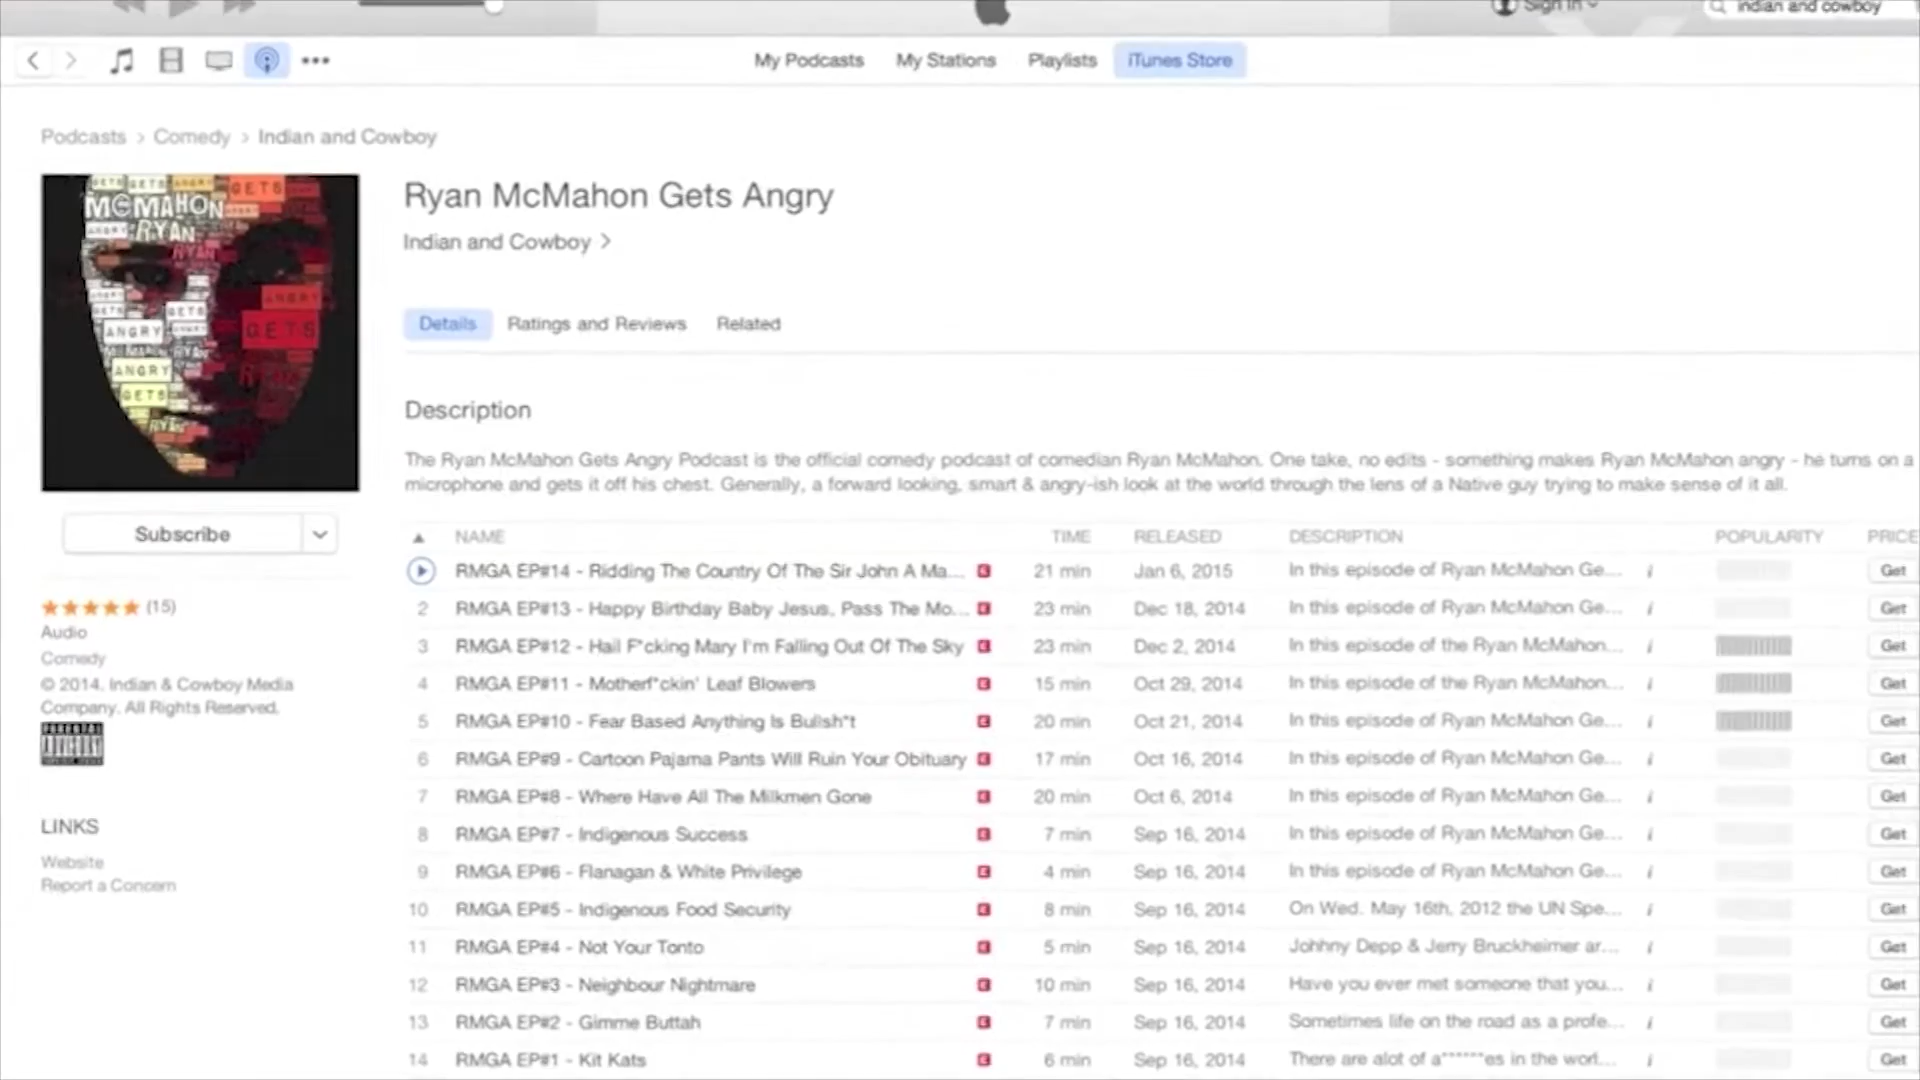 Sign In
indian and cowboy
My Podcasts
My Stations
Playlists
iTunes Store
Podcasts > Comedy > Indian and Cowboy
GETS GETS ANGRY GETS
MCMAHON
ANGRY RYAN
RYAN
ANGRY
GETS GETS
ANGRY GETS
ANGRY
GETS
RYAN
Ryan McMahon Gets Angry
Indian and Cowboy >
Details
Ratings and Reviews
Related
Description
The Ryan McMahon Gets Angry Podcast is the official comedy podcast of comedian Ryan McMahon. One take, no edits - something makes Ryan McMahon angry - he turns on a
microphone and gets it off his chest. Generally, a forward looking, smart & angry-ish look at the world through the lens of a Native guy trying to make sense of it all.
Subscribe
(15)
Audio
Comedy
© 2014. Indian & Cowboy Media
Company. All Rights Reserved.
PARENTAL
ADVISORY
LINKS
Website
Report a Concern
NAME TIME RELEASED DESCRIPTION POPULARITY PRICE
RMGA EP#14 - Ridding The Country Of The Sir John A Ma... E 21 min Jan 6, 2015 In this episode of Ryan McMahon Ge... i Get
2 RMGA EP#13 - Happy Birthday Baby Jesus, Pass The Mo... E 23 min Dec 18, 2014 In this episode of Ryan McMahon Ge... i Get
3 RMGA EP#12 - Hail F*cking Mary I'm Falling Out Of The Sky E 23 min Dec 2, 2014 In this episode of the Ryan McMahon... i Get
4 RMGA EP#11 - Motherf*ckin' Leaf Blowers E 15 min Oct 29, 2014 In this episode of the Ryan McMahon... i Get
5 RMGA EP#10 - Fear Based Anything Is Bullsh*t E 20 min Oct 21, 2014 In this episode of Ryan McMahon Ge... i Get
6 RMGA EP#9 - Cartoon Pajama Pants Will Ruin Your Obituary E 17 min Oct 16, 2014 In this episode of Ryan McMahon Ge... i Get
7 RMGA EP#8 - Where Have All The Milkmen Gone E 20 min Oct 6, 2014 In this episode of Ryan McMahon Ge... i Get
8 RMGA EP#7 - Indigenous Success E 7 min Sep 16, 2014 In this episode of Ryan McMahon Ge... i Get
9 RMGA EP#6 - Flanagan & White Privilege E 4 min Sep 16, 2014 In this episode of Ryan McMahon Ge... i Get
10 RMGA EP#5 - Indigenous Food Security E 8 min Sep 16, 2014 On Wed. May 16th, 2012 the UN Spe... i Get
11 RMGA EP#4 - Not Your Tonto E 5 min Sep 16, 2014 Johhny Depp & Jerry Bruckheimer ar... i Get
12 RMGA EP#3 - Neighbour Nightmare E 10 min Sep 16, 2014 Have you ever met someone that you... i Get
13 RMGA EP#2 - Gimme Buttah E 7 min Sep 16, 2014 Sometimes life on the road as a profe... i Get
14 RMGA EP#1 - Kit Kats E 6 min Sep 16, 2014 There are alot of a******es in the worl... i Get